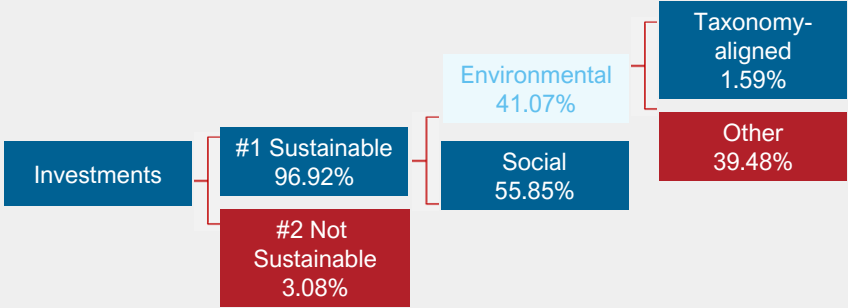 Investments
#1 Sustainable
96.92%
#2 Not
Sustainable
3.08%
Environmental
41.07%
Social
55.85%
Taxonomy-
aligned
1.59%
Other
39.48%